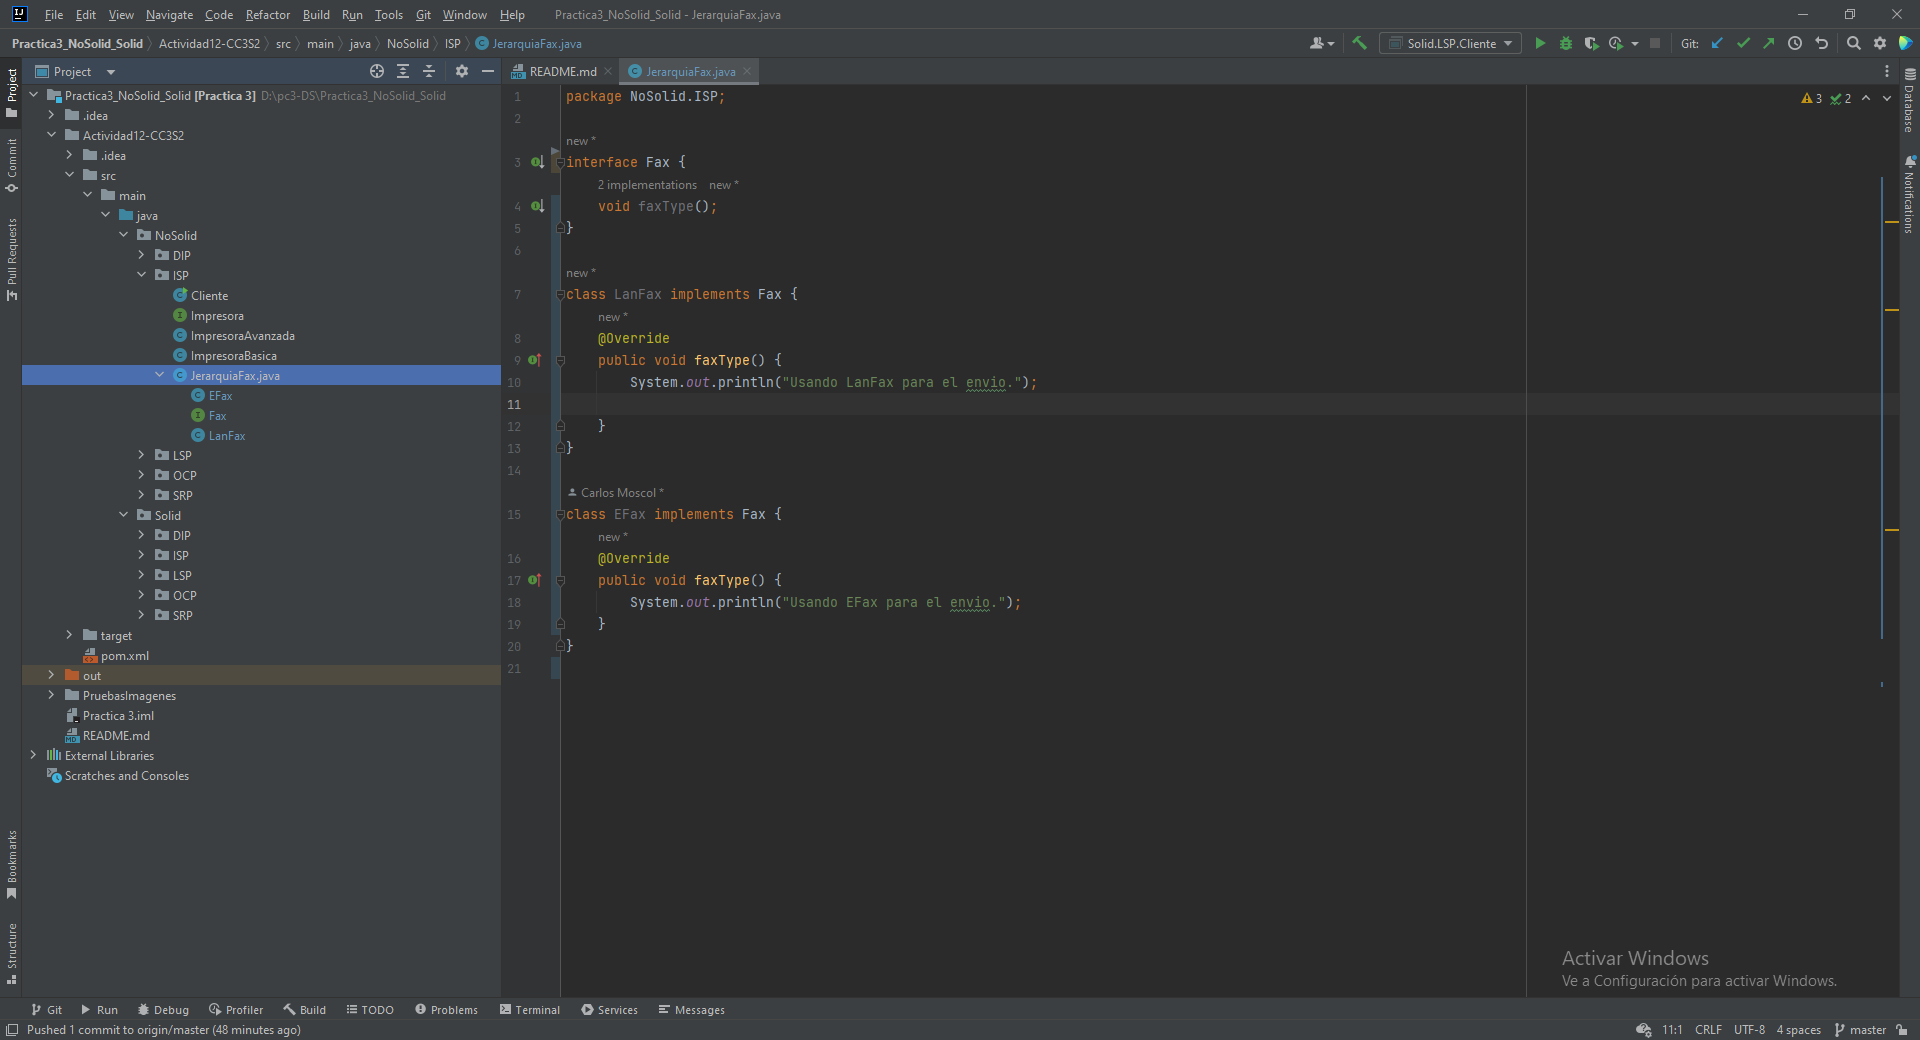 File Edit View Navigate Code Refactor Build Run Tools Git Window Help Practica3_NoSolid_Solid - JerarquiaFax.java
Practica3_NoSolid_Solid Actividad12-CC3S2 src main java NoSolid ISP JerarquiaFax.java Solid.LSP.Cliente Git:
Project
README.md JerarquiaFax.java
Project
Commit
Pull Requests
Bookmarks
Structure
Practica3_NoSolid_Solid [Practica 3] D:\pc3-DS\Practica3_NoSolid_Solid
.idea
Actividad12-CC3S2
.idea
src
main
java
NoSolid
DIP
ISP
Cliente
Impresora
ImpresoraAvanzada
ImpresoraBasica
JerarquiaFax.java
EFax
Fax
LanFax
LSP
OCP
SRP
Solid
DIP
ISP
LSP
OCP
SRP
target
pom.xml
out
PruebasImagenes
Practica 3.iml
README.md
External Libraries
Scratches and Consoles
1 package NoSolid.ISP;
3 2
2
new *
3 interface Fax {
2 implementations new *
4 void faxType();
5 }
6
new *
7 class LanFax implements Fax {
new *
8 @Override
9 public void faxType() {
10 System.out.println("Usando LanFax para el envio.");
11
12 }
13 }
14
Carlos Moscol *
15 class EFax implements Fax {
new *
16 @Override
17 public void faxType() {
18 System.out.println("Usando EFax para el envio.");
19 }
20 }
21
Database
Notifications
Activar Windows
Ve a Configuración para activar Windows.
Git Run Debug Profiler Build TODO Problems Terminal Services Messages
Pushed 1 commit to origin/master (48 minutes ago) 11:1 CRLF UTF-8 4 spaces master